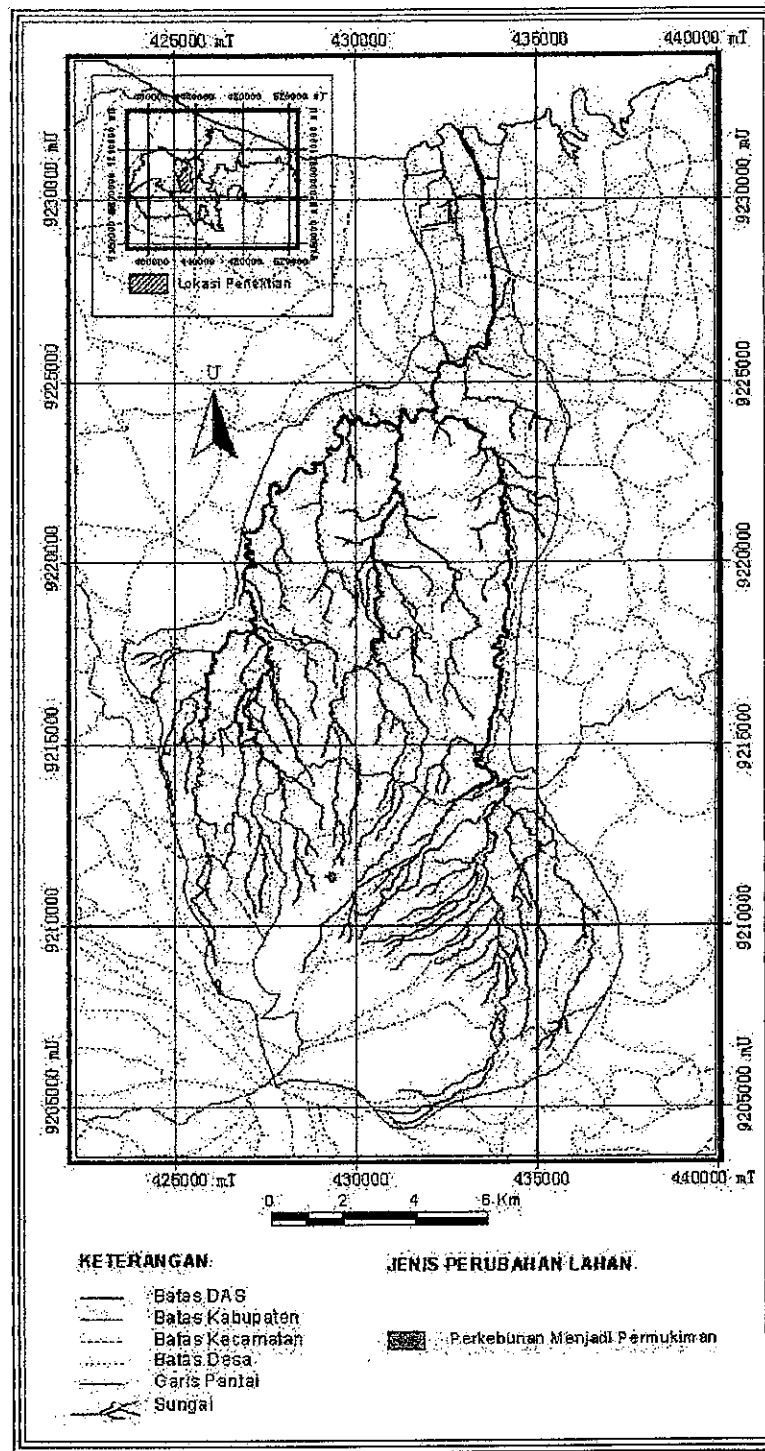 425000 mT 430000 435000 440000 mT
Lokasi Penelitian
U
9230000 mU 9230000 mU
9225000 9225000
9220000 9220000
9215000 9215000
9210000 9210000
9205000 mU 9205000 mU
425000 mT 430000 435000 440000 mT
0 2 4 6 Km
KETERANGAN:
Batas DAS
Batas Kabupaten
Batas Kecamatan
Batas Desa
Garis Pantai
Sungai
JENIS PERUBAHAN LAHAN
Perkebunan Menjadi Permukiman